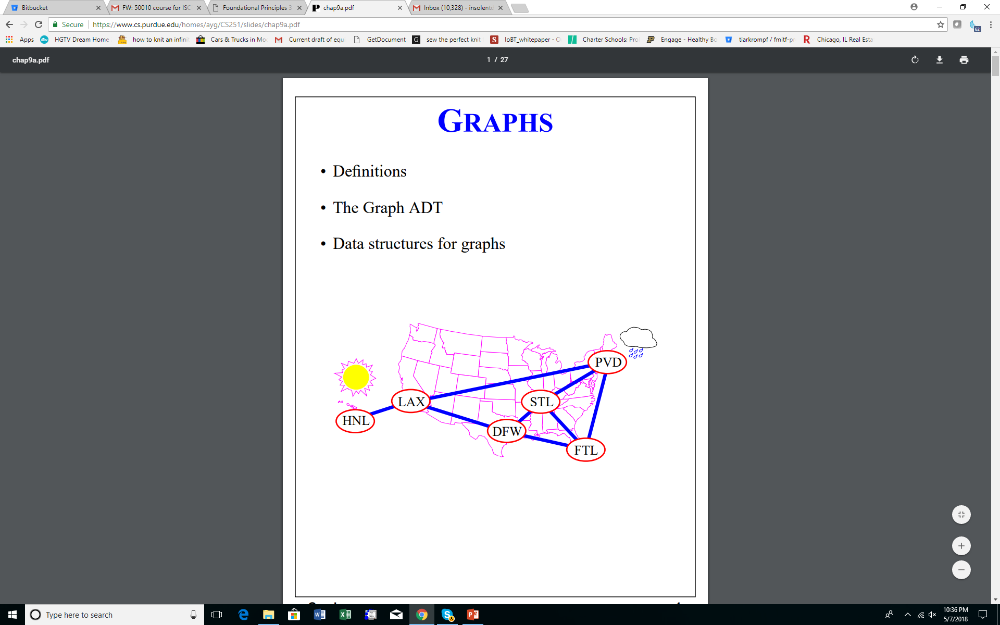 Bitbucket
FW: 50010 course for ISC
Foundational Principles 3
chap9a.pdf
Inbox (10,328) - insolent
Secure
https://www.cs.purdue.edu/homes/ayg/CS251/slides/chap9a.pdf
62
Apps
HGTV Dream Home
how to knit an infinit
Cars & Trucks in Mo
Current draft of equi
GetDocument
sew the perfect knit
IoBT_whitepaper - O
Charter Schools: Pro
Engage - Healthy Bo
tiarkrompf / fmitf-pr
Chicago, IL Real Esta
chap9a.pdf
1 / 27
GRAPHS
• Definitions
• The Graph ADT
• Data structures for graphs
PVD
LAX
STL
HNL
DFW
FTL
Type here to search
10:36 PM
5/7/2018